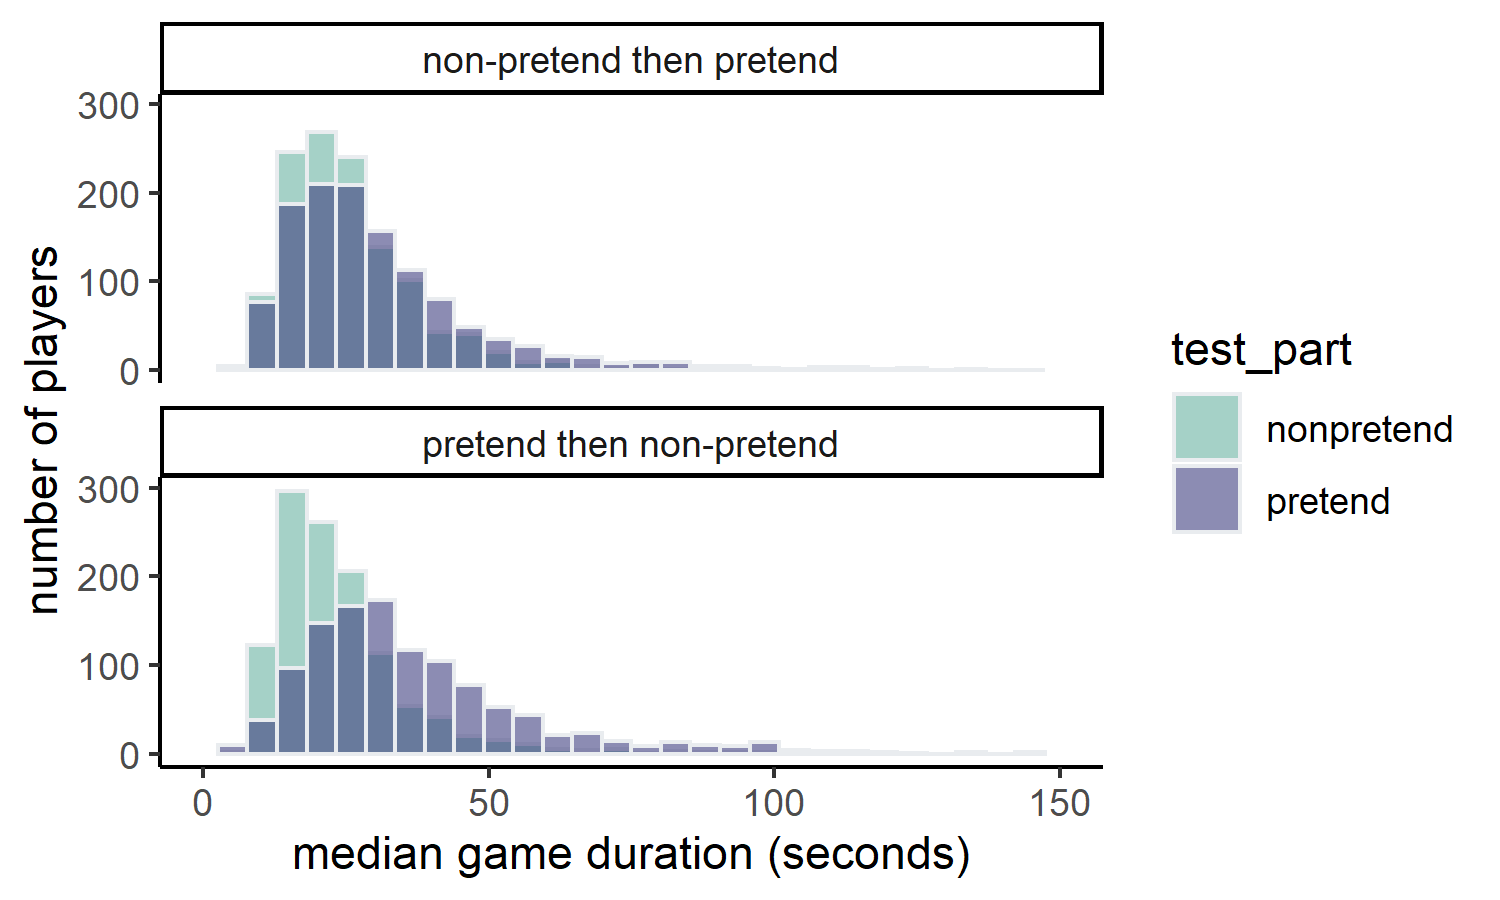 non-pretend then pretend
300
200
100
0
pretend then non-pretend
300
200
100
0
0 50 100 150
median game duration (seconds)
number of players
test_part
nonpretend
pretend